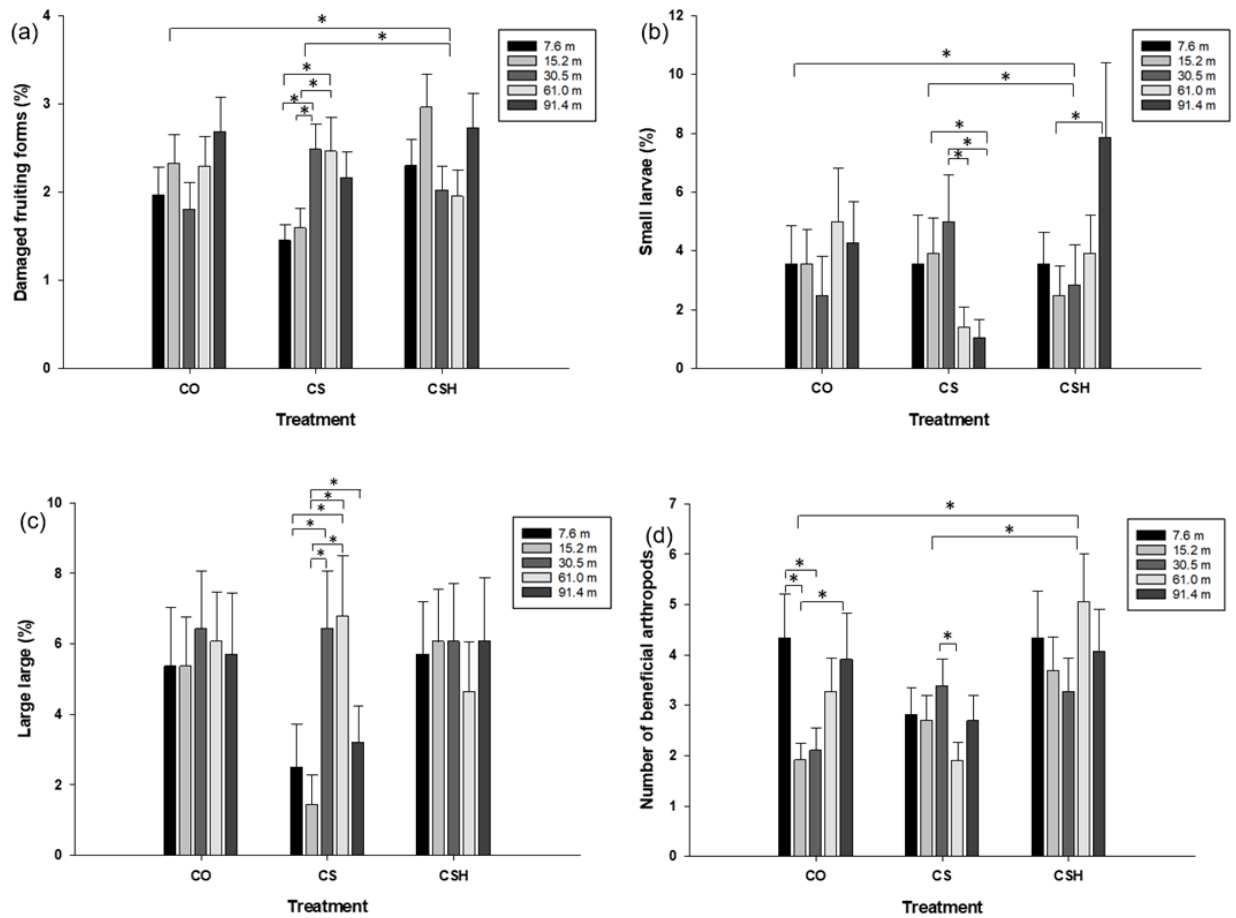 (a)
Damaged fruiting forms (%)
4
3
2
1
0
*
*
*
*
*
*
7.6 m
15.2 m
30.5 m
61.0 m
91.4 m
CO CS CSH
Treatment
(b)
Small larvae (%)
12
10
8
6
4
2
0
*
*
*
*
*
*
7.6 m
15.2 m
30.5 m
61.0 m
91.4 m
CO CS CSH
Treatment
(c)
Large large (%)
10
8
6
4
2
0
*
*
*
*
*
*
7.6 m
15.2 m
30.5 m
61.0 m
91.4 m
CO CS CSH
Treatment
(d)
Number of beneficial arthropods
7
6
5
4
3
2
1
0
*
*
*
*
*
*
7.6 m
15.2 m
30.5 m
61.0 m
91.4 m
CO CS CSH
Treatment